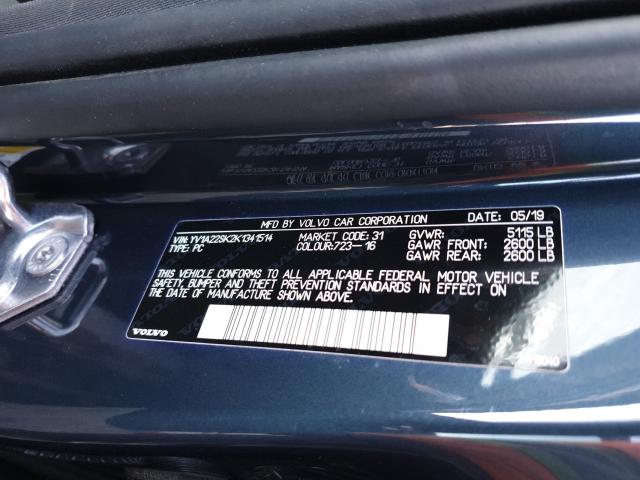 MFD BY VOLVO CAR CORPORATION DATE: 05/19
VIN: YV1A22SK2K1341514 MARKET CODE: 31 GVWR: 5115 LB
TYPE: PC COLOUR:723-16 GAWR FRONT: 2600 LB
GAWR REAR: 2600 LB
THIS VEHICLE CONFORMS TO ALL APPLICABLE FEDERAL MOTOR VEHICLE
SAFETY, BUMPER AND THEFT PREVENTION STANDARDS IN EFFECT ON
THE DATE OF MANUFACTURE SHOWN ABOVE.
VOLVO